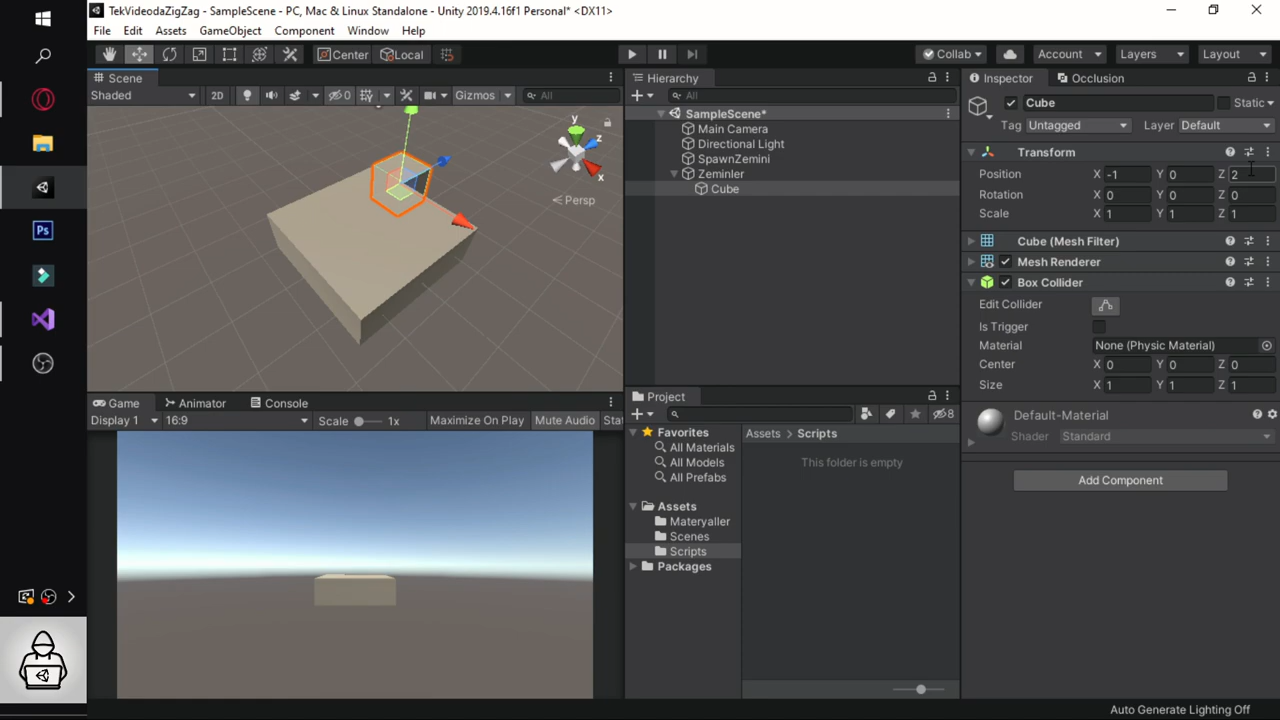 TekVideodaZigZag - SampleScene - PC, Mac & Linux Standalone - Unity 2019.4.16f1 Personal* <DX11>
File Edit Assets GameObject Component Window Help
Center Local Collab Account Layers Layout
Scene
Shaded 2D 0 Gizmos All
y
z
x
Persp
Hierarchy
All
SampleScene*
Main Camera
Directional Light
SpawnZemini
Zeminler
Cube
Inspector Occlusion
Cube Static
Tag Untagged Layer Default
Transform
Position X -1 Y 0 Z 2
Rotation X 0 Y 0 Z 0
Scale X 1 Y 1 Z 1
Cube (Mesh Filter)
Mesh Renderer
Box Collider
Edit Collider
Is Trigger
Material None (Physic Material)
Center X 0 Y 0 Z 0
Size X 1 Y 1 Z 1
Default-Material
Shader Standard
Add Component
Game Animator Console
Display 1 16:9 Scale 1x Maximize On Play Mute Audio Stat
Project
8
Favorites
All Materials
All Models
All Prefabs
Assets
Materyaller
Scenes
Scripts
Packages
Assets > Scripts
This folder is empty
Ps
Auto Generate Lighting Off